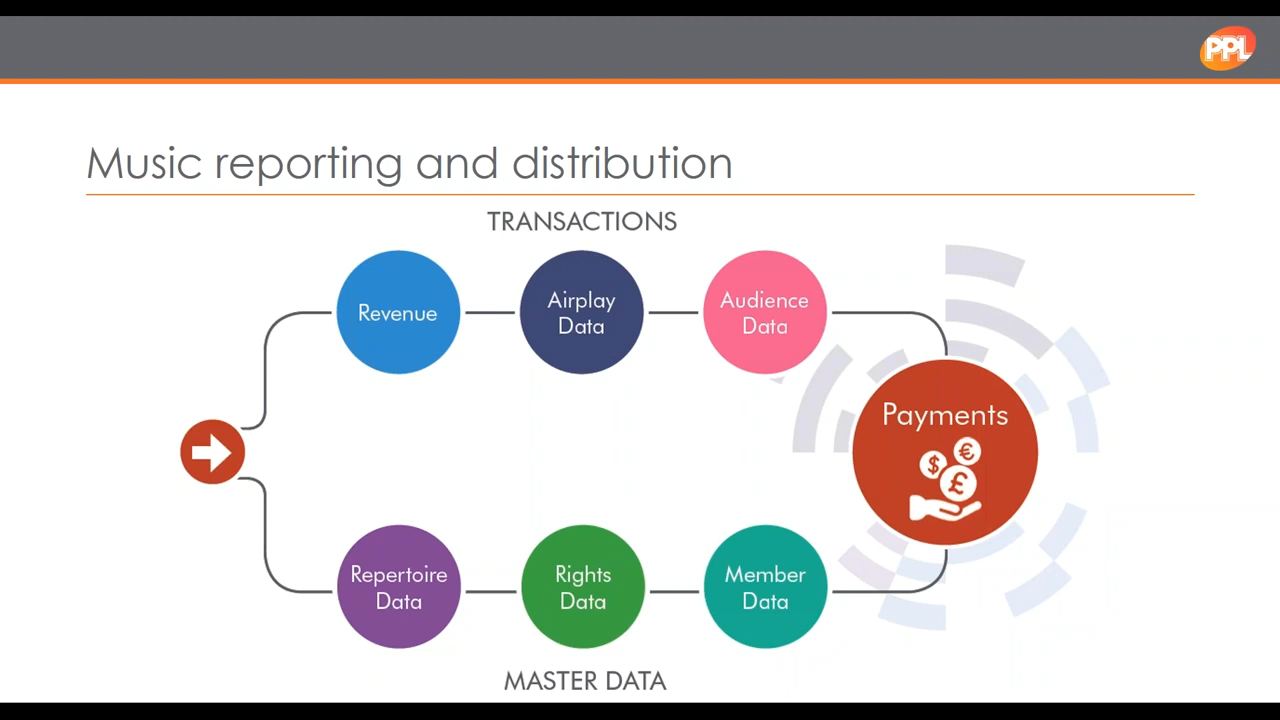 PPL
Music reporting and distribution
TRANSACTIONS
Revenue
Airplay
Data
Audience
Data
Payments
$
€
£
Repertoire
Data
Rights
Data
Member
Data
MASTER DATA